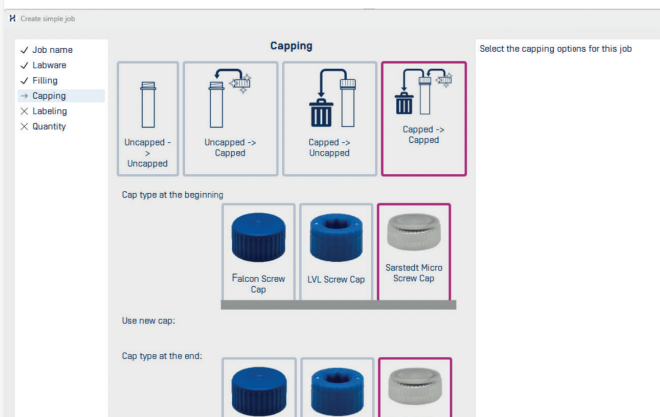 Create simple job
Job name
Labware
Filling
Capping
Labeling
Quantity
Capping
Select the capping options for this job
Uncapped -
>
Uncapped
Uncapped ->
Capped
Capped ->
Uncapped
Capped ->
Capped
Cap type at the beginning
Falcon Screw
Cap
LVL Screw Cap
Sarstedt Micro
Screw Cap
Use new cap:
Cap type at the end: